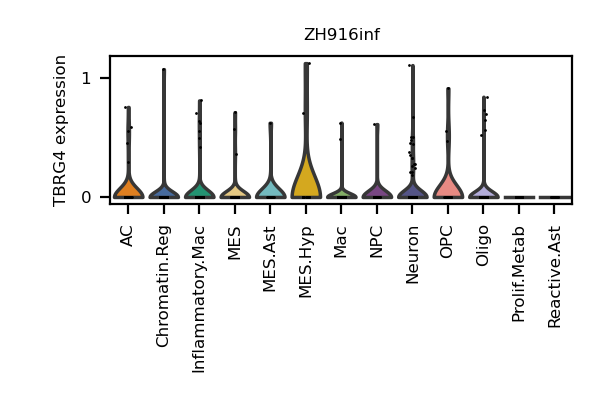 ZH916inf
TBRG4 expression
1
0
AC
Chromatin.Reg
Inflammatory.Mac
MES
MES.Ast
MES.Hyp
Mac
NPC
Neuron
OPC
Oligo
Prolif.Metab
Reactive.Ast